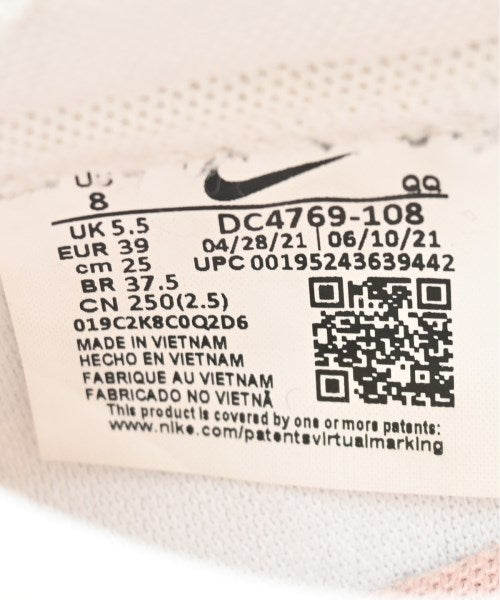 US QQ
8
UK 5.5 DC4769-108
EUR 39 04/28/21 | 06/10/21
cm 25 UPC 00195243639442
BR 37.5
CN 250(2.5)
019C2K8C0Q2D6
MADE IN VIETNAM
HECHO EN VIETNAM
FABRIQUE AU VIETNAM
FABRICADO NO VIETNÃ
This product is covered by one or more patents:
www.nike.com/patentsvirtualmarking